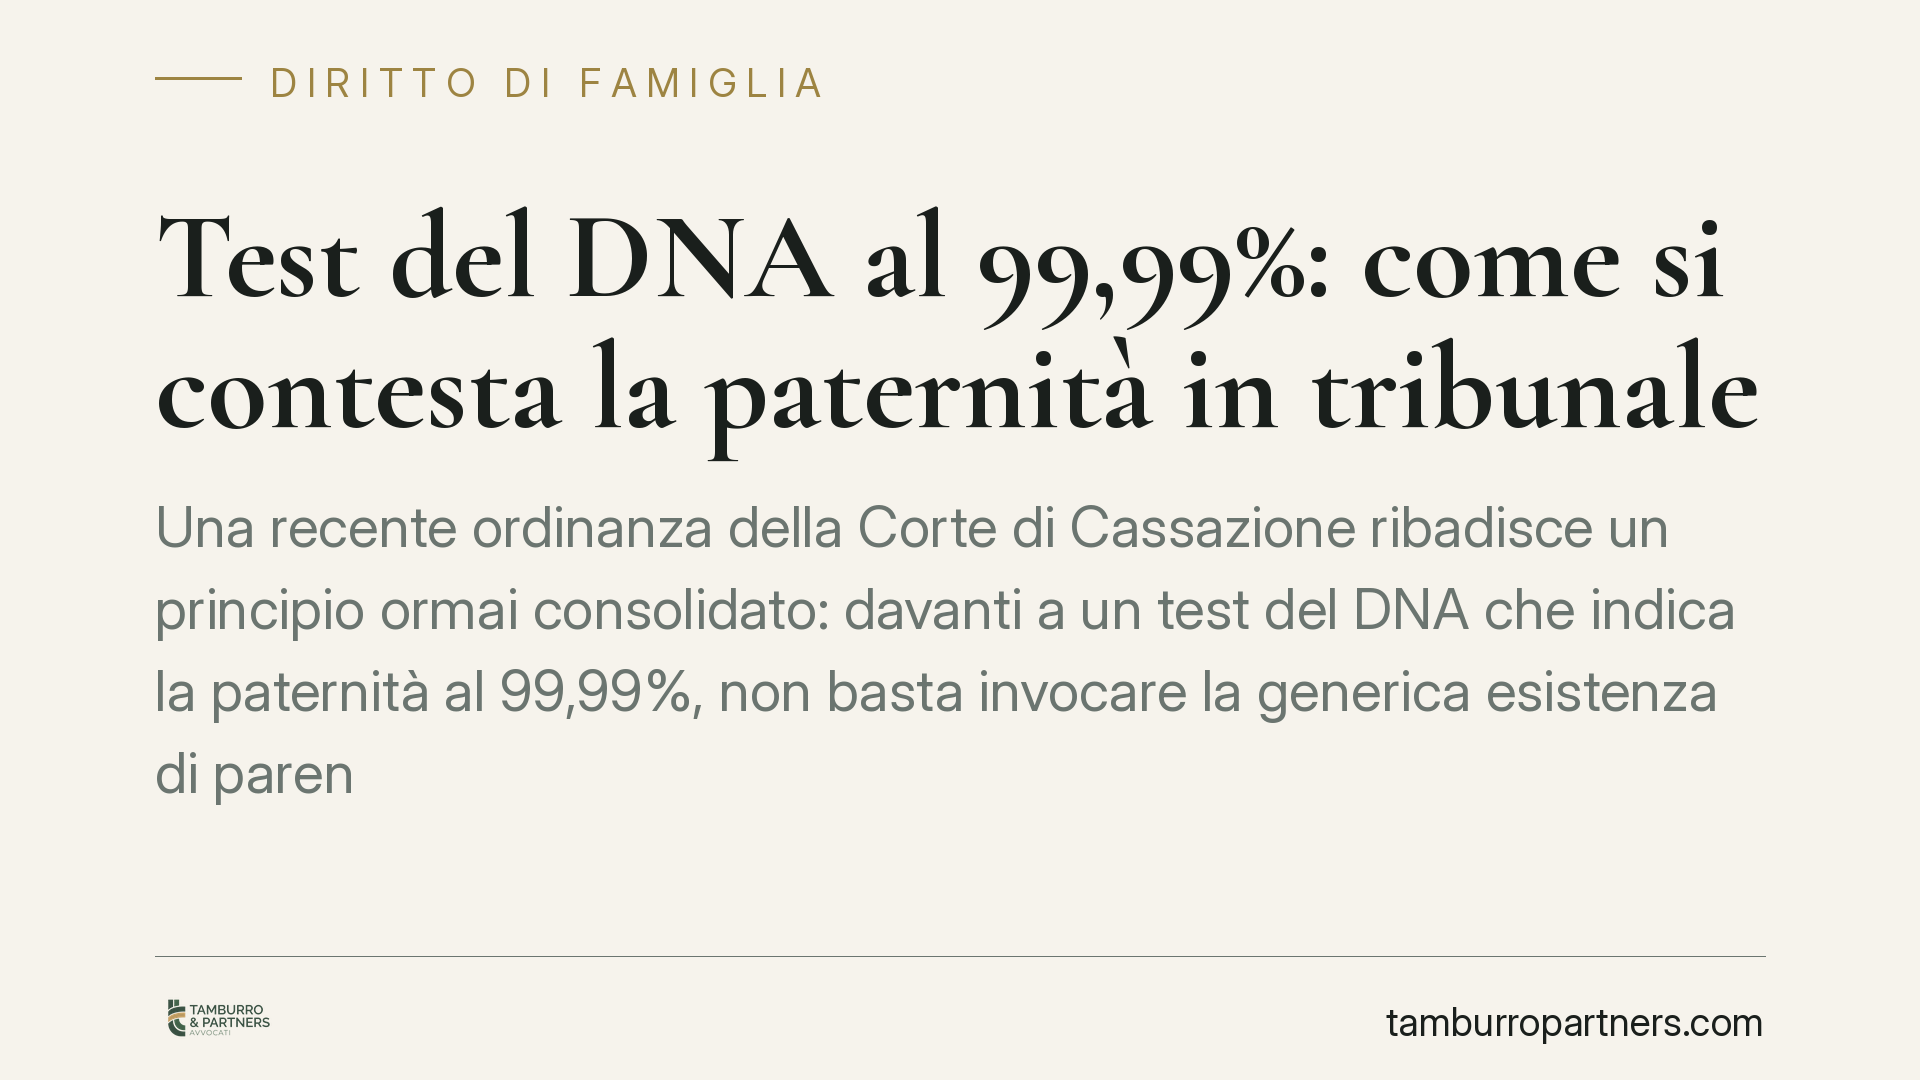 DIRITTO DI FAMIGLIA
Test del DNA al 99,99%: come si
contesta la paternità in tribunale
Una recente ordinanza della Corte di Cassazione ribadisce un
principio ormai consolidato: davanti a un test del DNA che indica
la paternità al 99,99%, non basta invocare la generica esistenza
di paren
TAMBURRO
& PARTNERS
AVVOCATI
tamburropartners.com